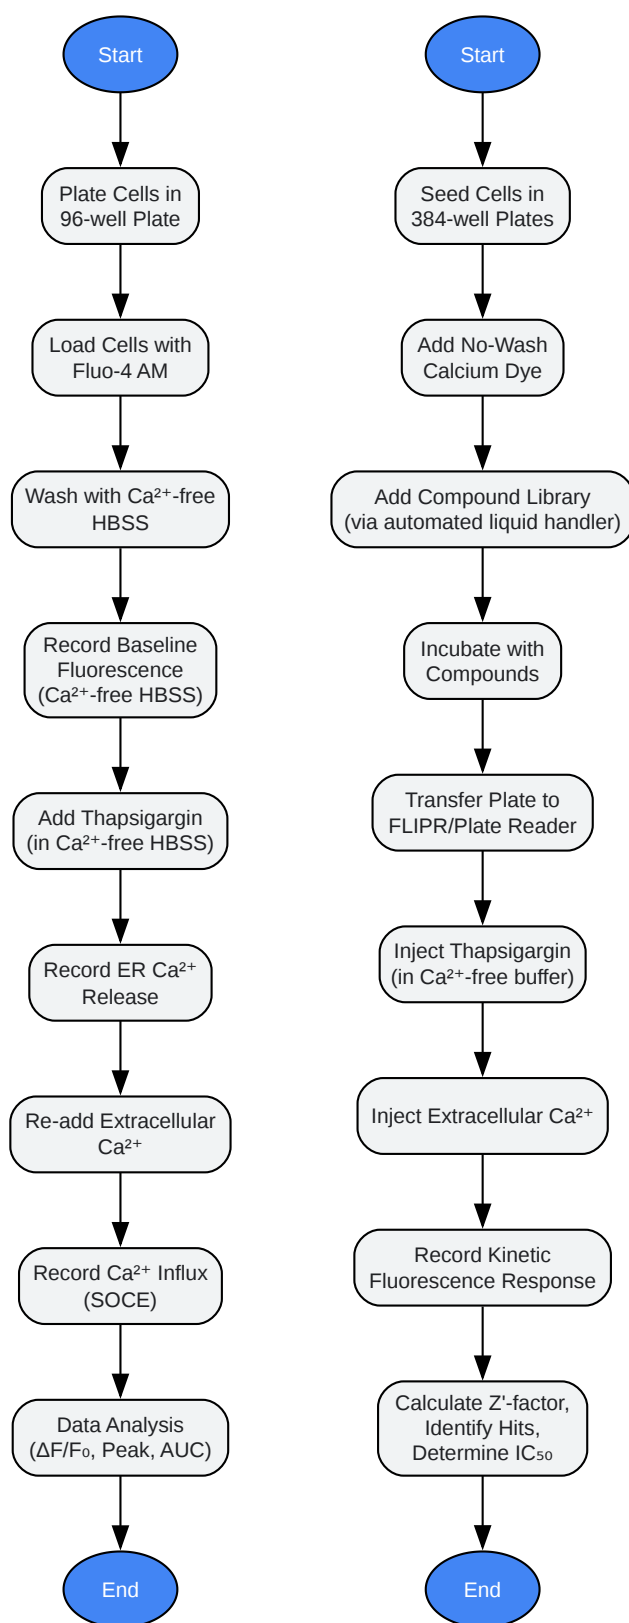 Start
Plate Cells in
96-well Plate
Load Cells with
Fluo-4 AM
Wash with Ca²⁺-free
HBSS
Record Baseline
Fluorescence
(Ca²⁺-free HBSS)
Add Thapsigargin
(in Ca²⁺-free HBSS)
Record ER Ca²⁺
Release
Re-add Extracellular
Ca²⁺
Record Ca²⁺ Influx
(SOCE)
Data Analysis
(ΔF/F₀, Peak, AUC)
End
Start
Seed Cells in
384-well Plates
Add No-Wash
Calcium Dye
Add Compound Library
(via automated liquid handler)
Incubate with
Compounds
Transfer Plate to
FLIPR/Plate Reader
Inject Thapsigargin
(in Ca²⁺-free buffer)
Inject Extracellular Ca²⁺
Record Kinetic
Fluorescence Response
Calculate Z'-factor,
Identify Hits,
Determine IC₅₀
End